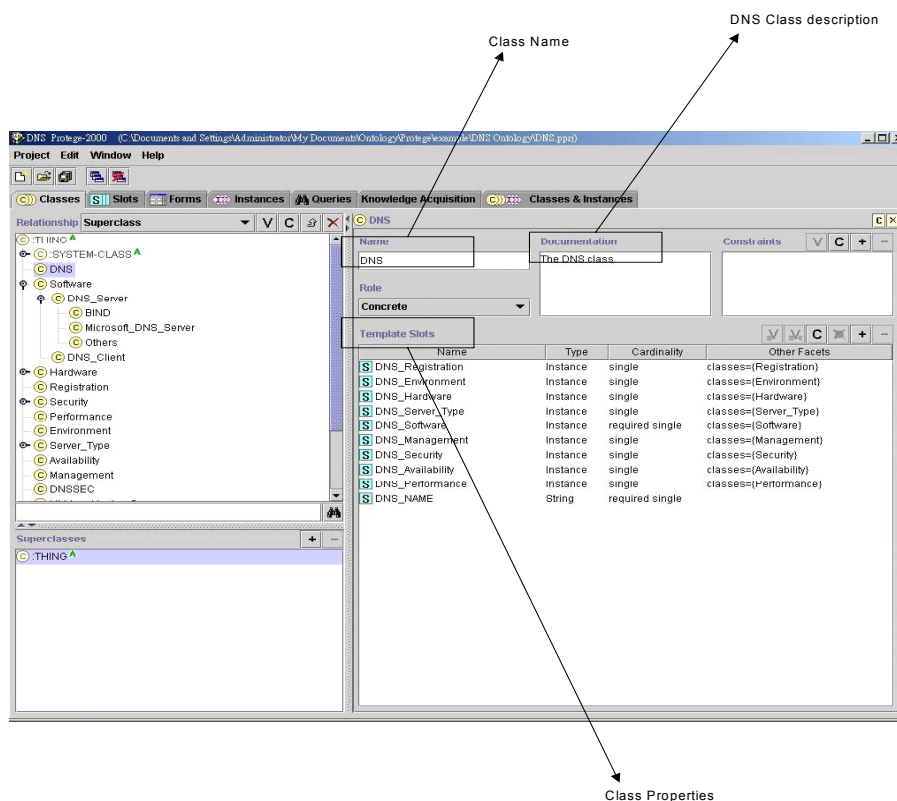 DNS Class description
Class Name
DNS Protege-2000 (C:\Documents and Settings\Administrator\My Documents\Ontology\Protege\example\DNS Ontology\DNS.pprj)
Project Edit Window Help
Classes Slots Forms Instances Queries Knowledge Acquisition Classes & Instances
Relationship Superclass V C
:THING A
:SYSTEM-CLASS A
DNS
Software
DNS_Server
BIND
Microsoft_DNS_Server
Others
DNS_Client
Hardware
Registration
Security
Performance
Environment
Server_Type
Availability
Management
DNSSEC
Superclasses + -
:THING A
C DNS C X
Name Documentation Constraints V C + -
DNS The DNS class.
Role
Concrete
Template Slots V V C X + -
Name Type Cardinality Other Facets
S DNS_Registration Instance single classes={Registration}
S DNS_Environment Instance single classes={Environment}
S DNS_Hardware Instance single classes={Hardware}
S DNS_Server_Type Instance single classes={Server_Type}
S DNS_Software Instance required single classes={Software}
S DNS_Management Instance single classes={Management}
S DNS_Security Instance single classes={Security}
S DNS_Availability Instance single classes={Availability}
S DNS_Performance Instance single classes={Performance}
S DNS_NAME String required single
Class Properties